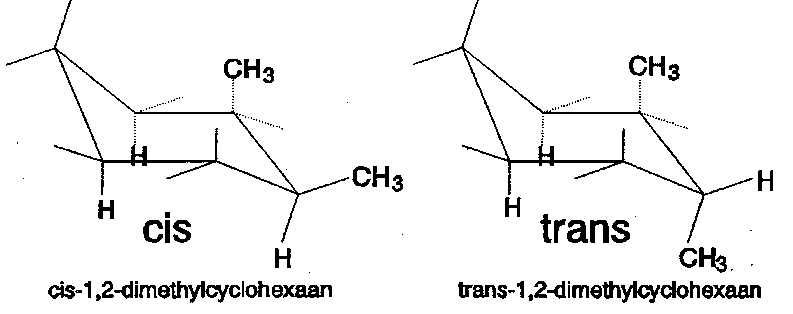 CH3
CH3
H
CH3
H
H
H
H
cis
trans
H
CH3
cis-1,2-dimethylcyclohexaan
trans-1,2-dimethylcyclohexaan